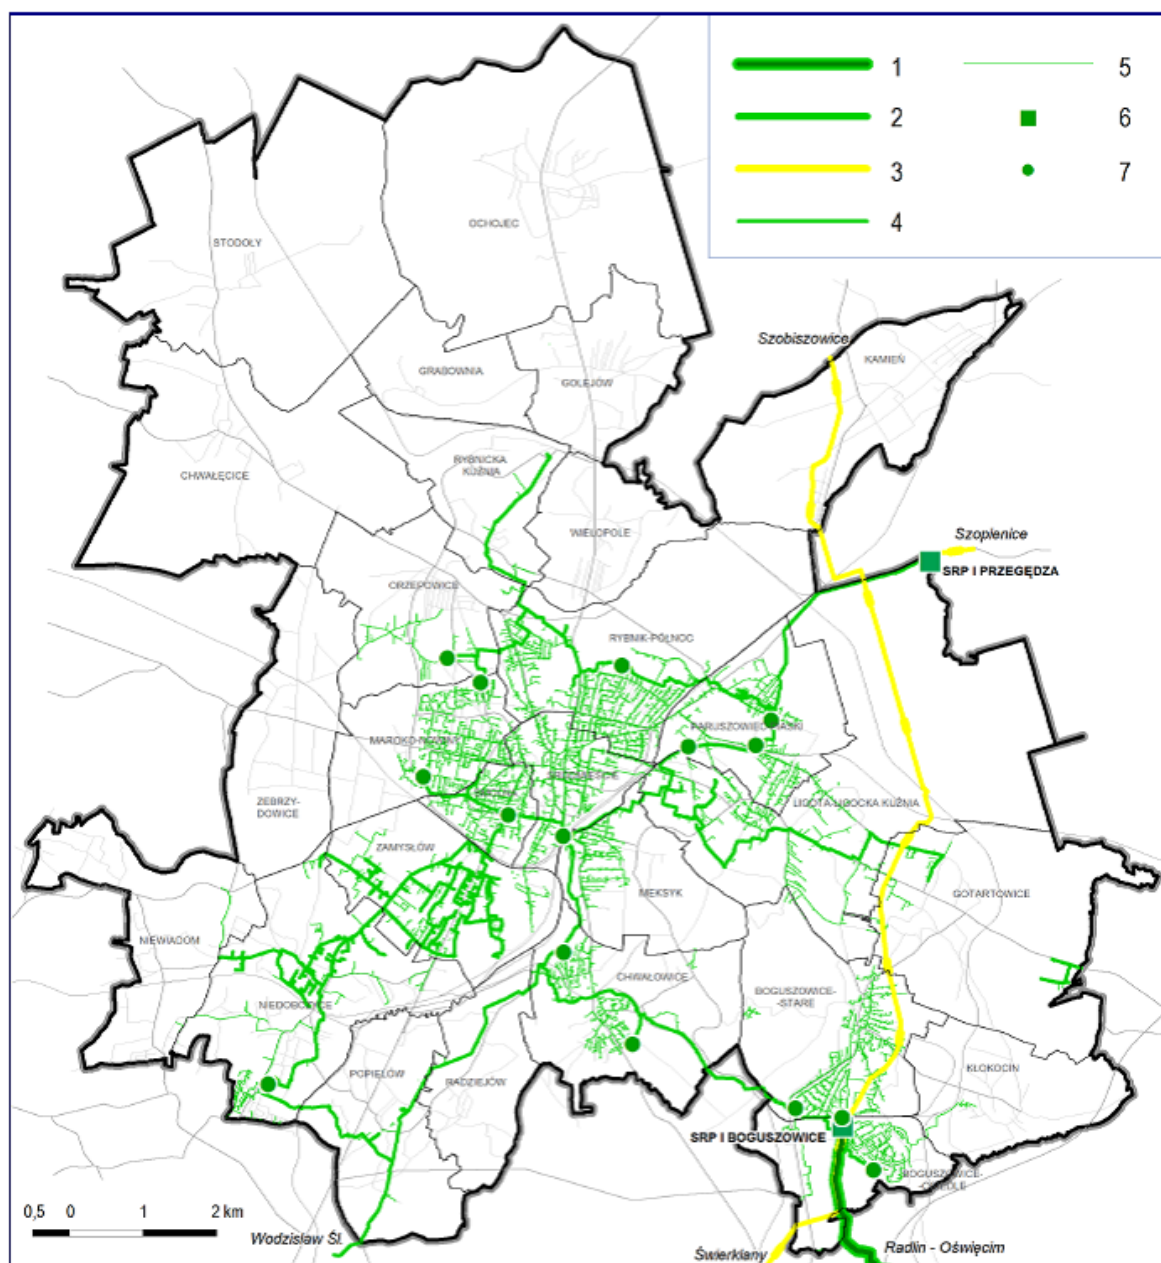 1
5
2
6
3
7
4
OCHOJEC
STODOŁY
Szobiszowice
KAMIEŃ
GRABOWNIA
GOLEJÓW
RYBNICKA
KUŹNIA
CHWAŁĘCICE
WIELOPOLE
Szopienice
SRP I PRZEGĘDZA
ORZEPOWICE
RYBNIK-PÓŁNOC
PARUSZOWIEC-PIASKI
MAROKO-NOWINY
ŚRÓDMIEŚCIE
ZEBRZY-
DOWICE
LIGOTA-LIGOCKA KUŹNIA
ZAMYSŁÓW
MEKSYK
GOTARTOWICE
NIEWIADOM
CHWAŁOWICE
BOGUSZOWICE-
-STARE
NIEDOBCZYCE
POPIELÓW
RADZIEJÓW
KŁOKOCIN
SRP I BOGUSZOWICE
BOGUSZOWICE-
-OSIEDLE
0,5 0 1 2 km
Wodzisław Śl.
Świerklany
Radlin - Oświęcim